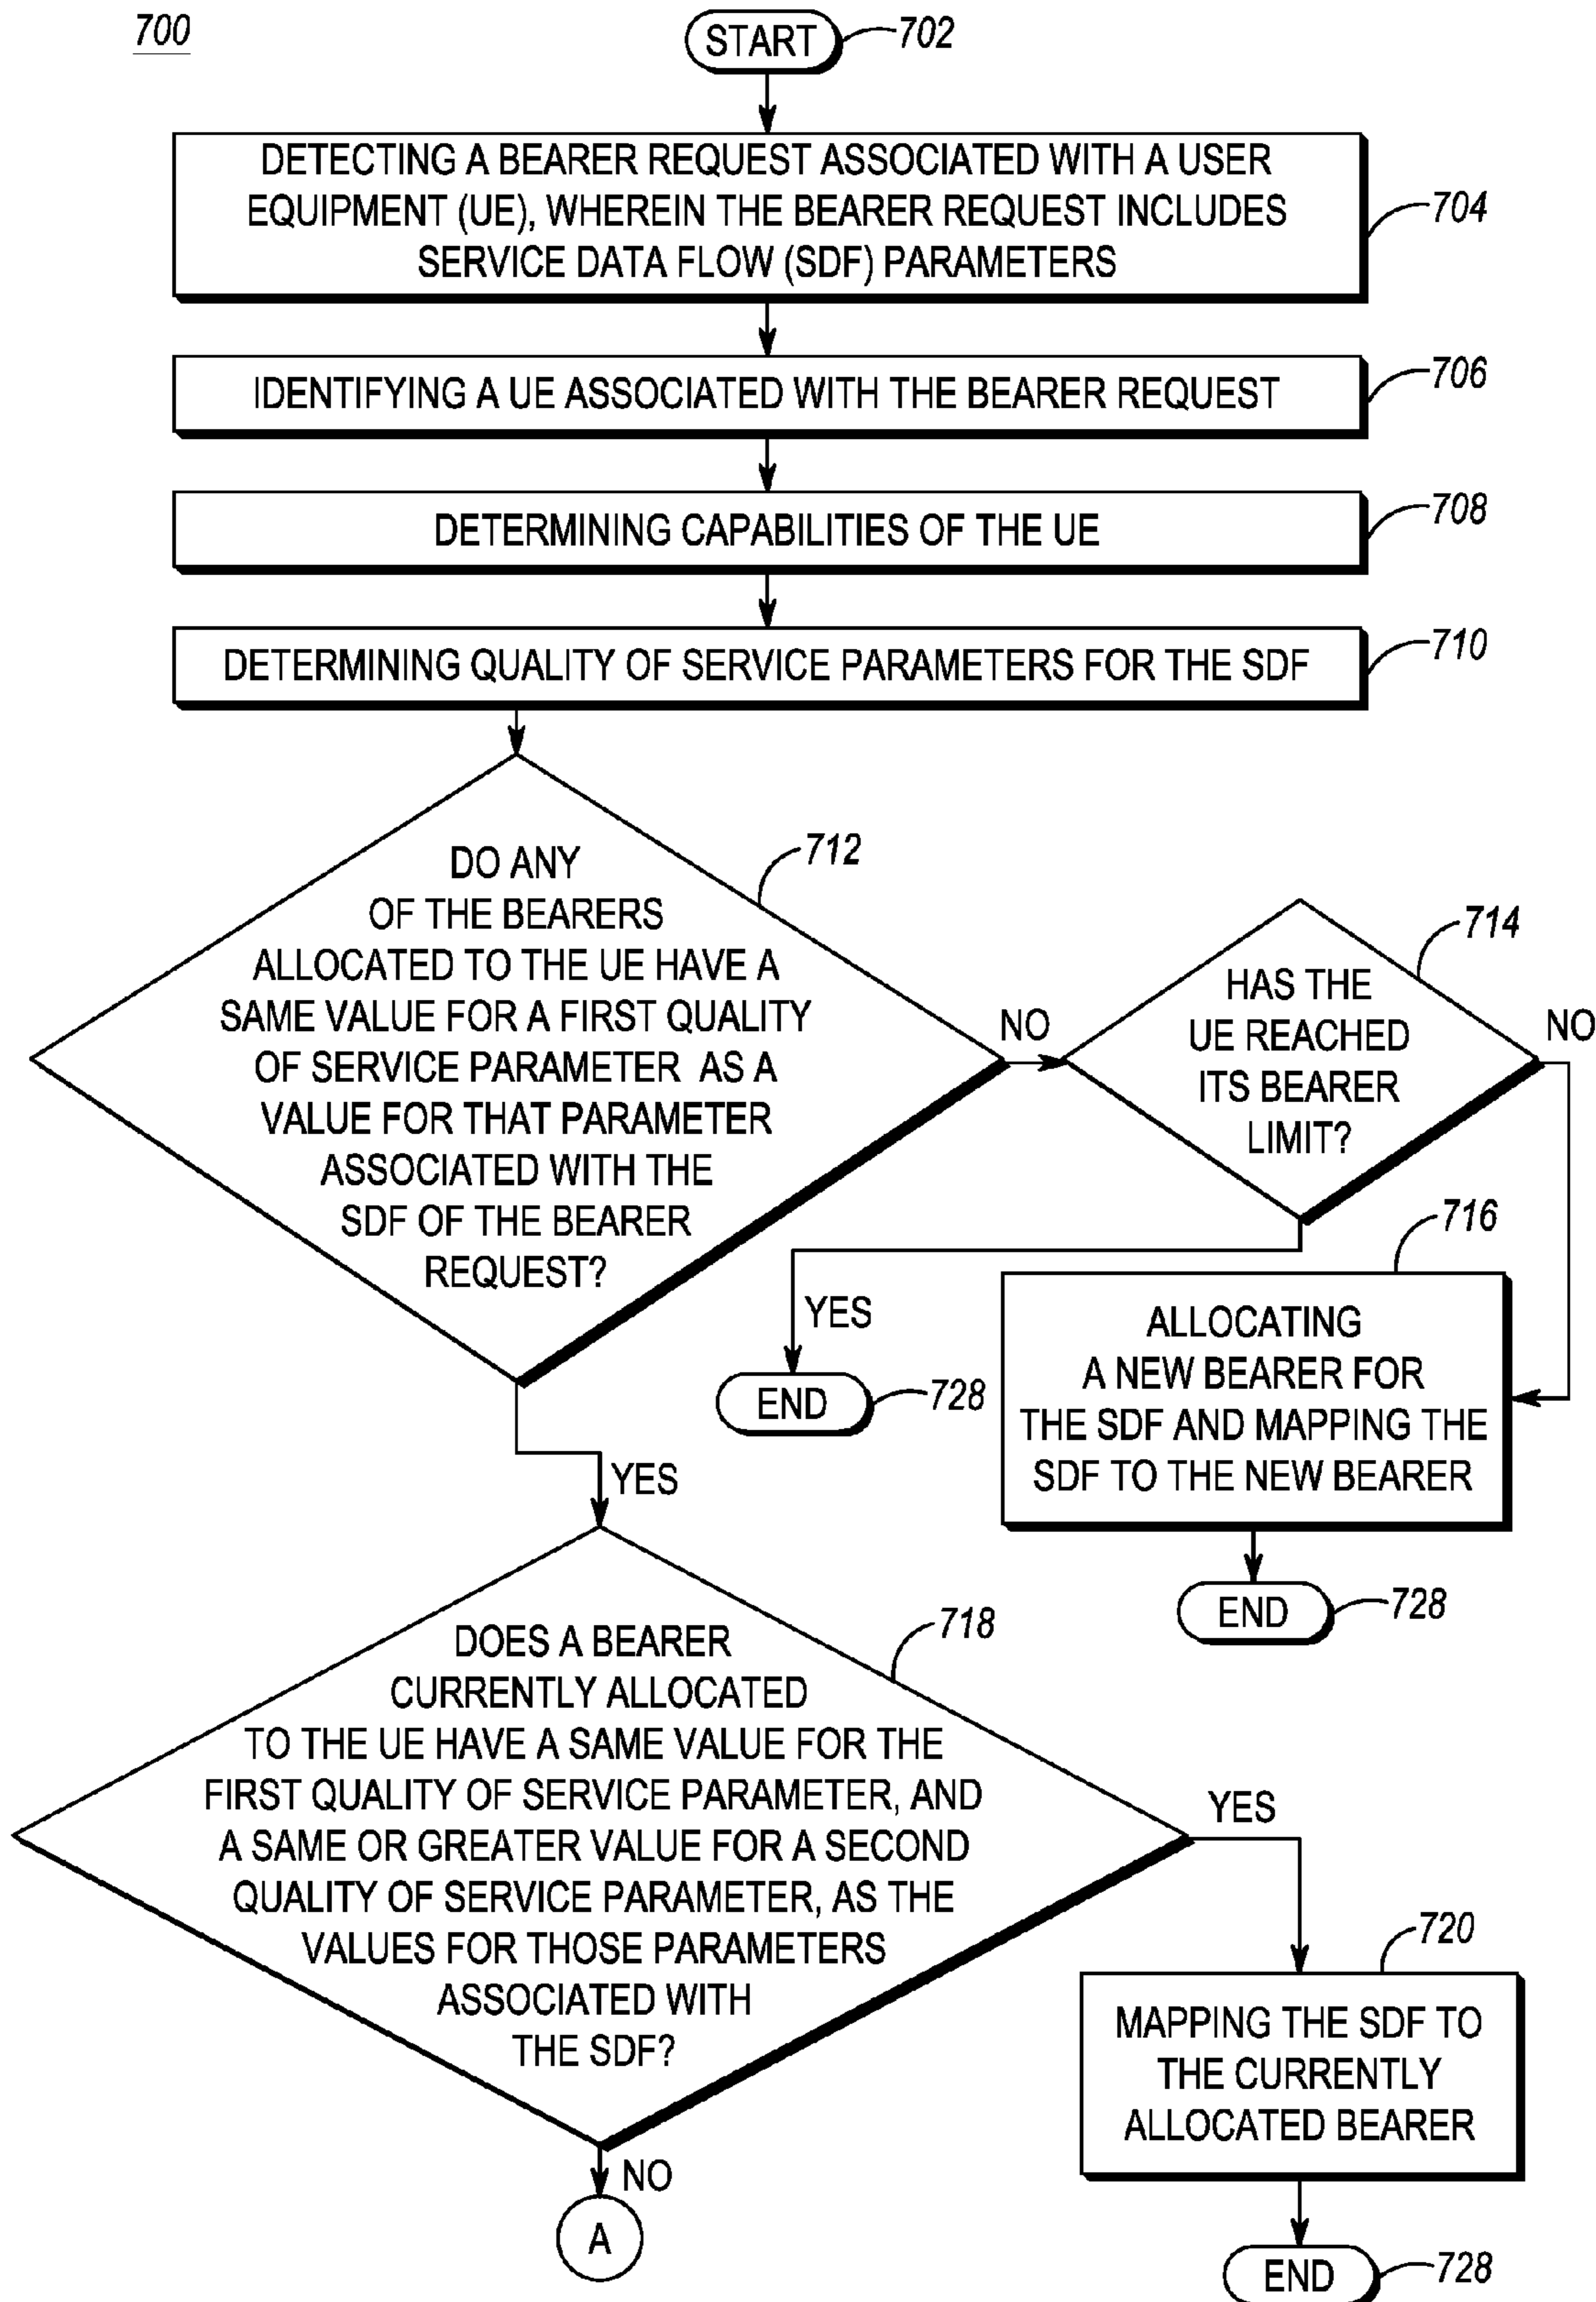 700
START
702
DETECTING A BEARER REQUEST ASSOCIATED WITH A USER
EQUIPMENT (UE), WHEREIN THE BEARER REQUEST INCLUDES
SERVICE DATA FLOW (SDF) PARAMETERS
704
IDENTIFYING A UE ASSOCIATED WITH THE BEARER REQUEST
706
DETERMINING CAPABILITIES OF THE UE
708
DETERMINING QUALITY OF SERVICE PARAMETERS FOR THE SDF
710
DO ANY
OF THE BEARERS
ALLOCATED TO THE UE HAVE A
SAME VALUE FOR A FIRST QUALITY
OF SERVICE PARAMETER AS A
VALUE FOR THAT PARAMETER
ASSOCIATED WITH THE
SDF OF THE BEARER
REQUEST?
712
NO
HAS THE
UE REACHED
ITS BEARER
LIMIT?
714
NO
YES
END
728
716
ALLOCATING
A NEW BEARER FOR
THE SDF AND MAPPING THE
SDF TO THE NEW BEARER
END
728
YES
DOES A BEARER
CURRENTLY ALLOCATED
TO THE UE HAVE A SAME VALUE FOR THE
FIRST QUALITY OF SERVICE PARAMETER, AND
A SAME OR GREATER VALUE FOR A SECOND
QUALITY OF SERVICE PARAMETER, AS THE
VALUES FOR THOSE PARAMETERS
ASSOCIATED WITH
THE SDF?
718
YES
720
MAPPING THE SDF TO
THE CURRENTLY
ALLOCATED BEARER
END
728
NO
A